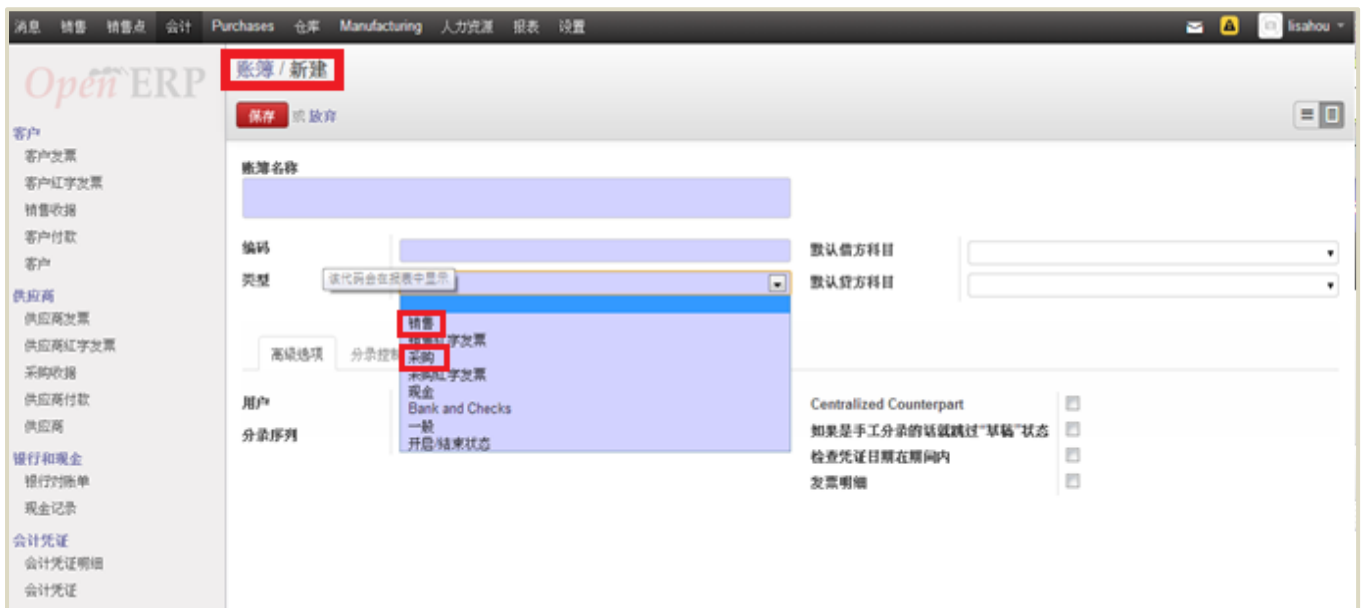 消息 销售 销售点 会计 Purchases 仓库 Manufacturing 人力资源 报表 设置 lisahou
Open ERP
账簿 / 新建
保存 或 放弃
客户
客户发票
客户红字发票
销售收据
客户付款
客户
供应商
供应商发票
供应商红字发票
采购收据
供应商付款
供应商
银行和现金
银行对账单
现金记录
会计凭证
会计凭证明细
会计凭证
账簿名称
编码
默认借方科目
类型
该代码会在报表中显示
默认贷方科目
销售
销售红字发票
采购
采购红字发票
现金
Bank and Checks
一般
开启/结束状态
高级选项 分录控制
用户
分录序列
Centralized Counterpart
如果是手工分录的话就跳过“草稿”状态
检查凭证日期在期间内
发票明细